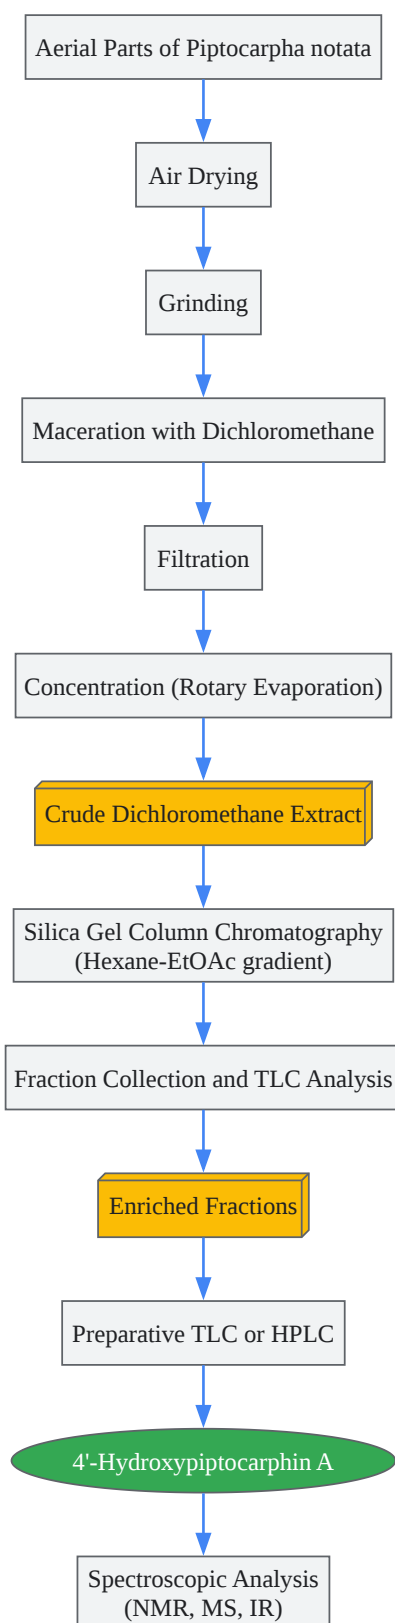 Aerial Parts of Piptocarpha notata
Air Drying
Grinding
Maceration with Dichloromethane
Filtration
Concentration (Rotary Evaporation)
Crude Dichloromethane Extract
Silica Gel Column Chromatography
(Hexane-EtOAc gradient)
Fraction Collection and TLC Analysis
Enriched Fractions
Preparative TLC or HPLC
4'-Hydroxypiptocarphin A
Spectroscopic Analysis
(NMR, MS, IR)